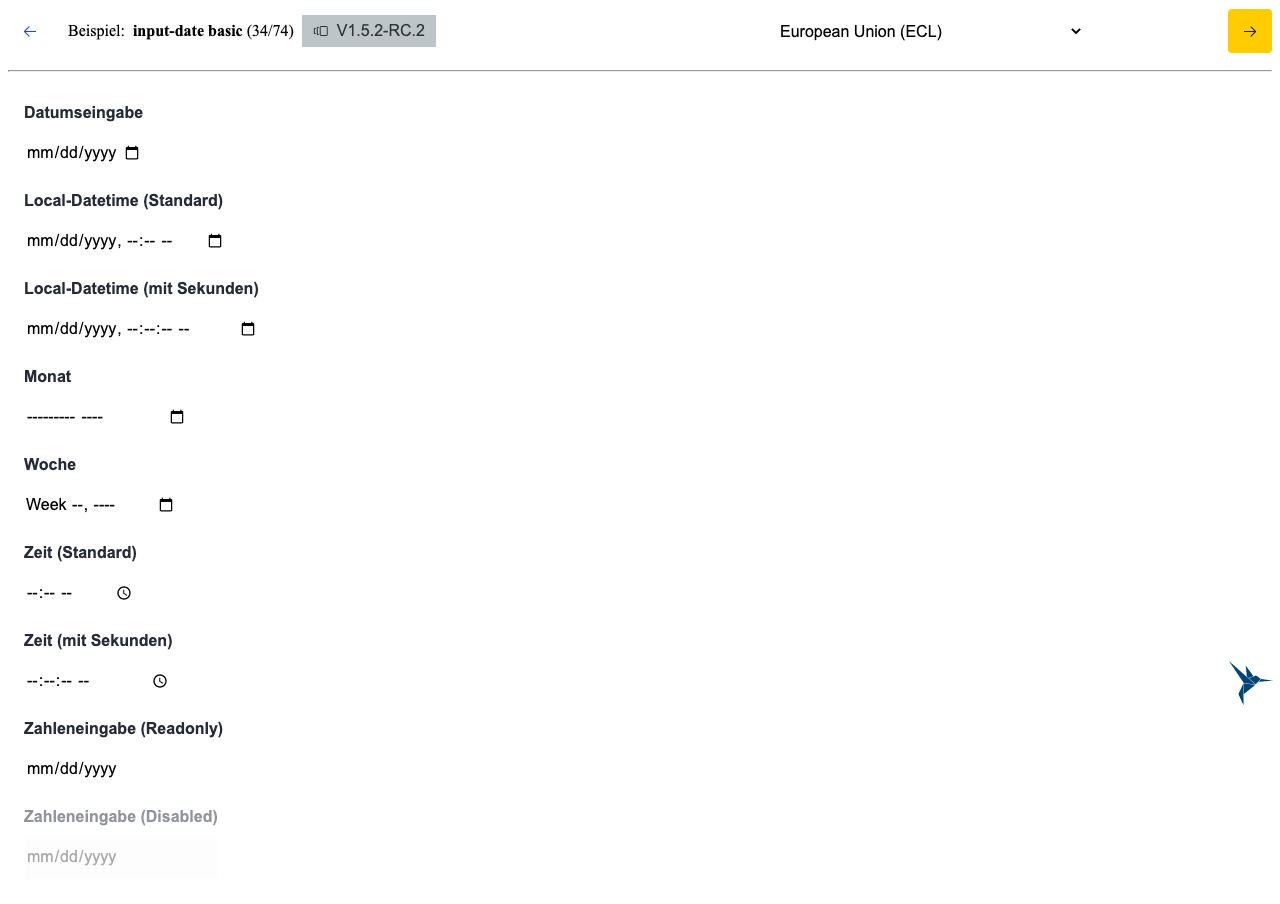 Beispiel: input-date basic (34/74) V1.5.2-RC.2 European Union (ECL)
Datumseingabe
mm/dd/yyyy
Local-Datetime (Standard)
mm/dd/yyyy, --:-- --
Local-Datetime (mit Sekunden)
mm/dd/yyyy, --:--:-- --
Monat
--------- ----
Woche
Week --, ----
Zeit (Standard)
--:-- --
Zeit (mit Sekunden)
--:--:-- --
Zahleneingabe (Readonly)
mm/dd/yyyy
Zahleneingabe (Disabled)
mm/dd/yyyy